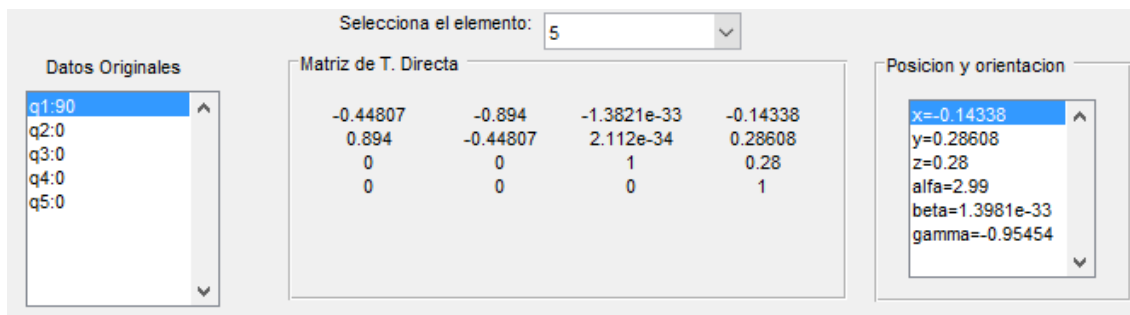 Selecciona el elemento: 5
Datos Originales
q1:90
q2:0
q3:0
q4:0
q5:0
Matriz de T. Directa
-0.44807 -0.894 -1.3821e-33 -0.14338
0.894 -0.44807 2.112e-34 0.28608
0 0 1 0.28
0 0 0 1
Posicion y orientacion
x=-0.14338
y=0.28608
z=0.28
alfa=2.99
beta=1.3981e-33
gamma=-0.95454